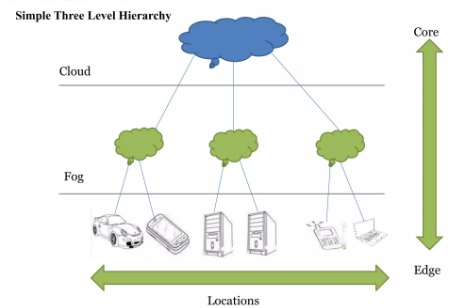 Simple Three Level Hierarchy
Core
Cloud
Fog
Edge
Locations